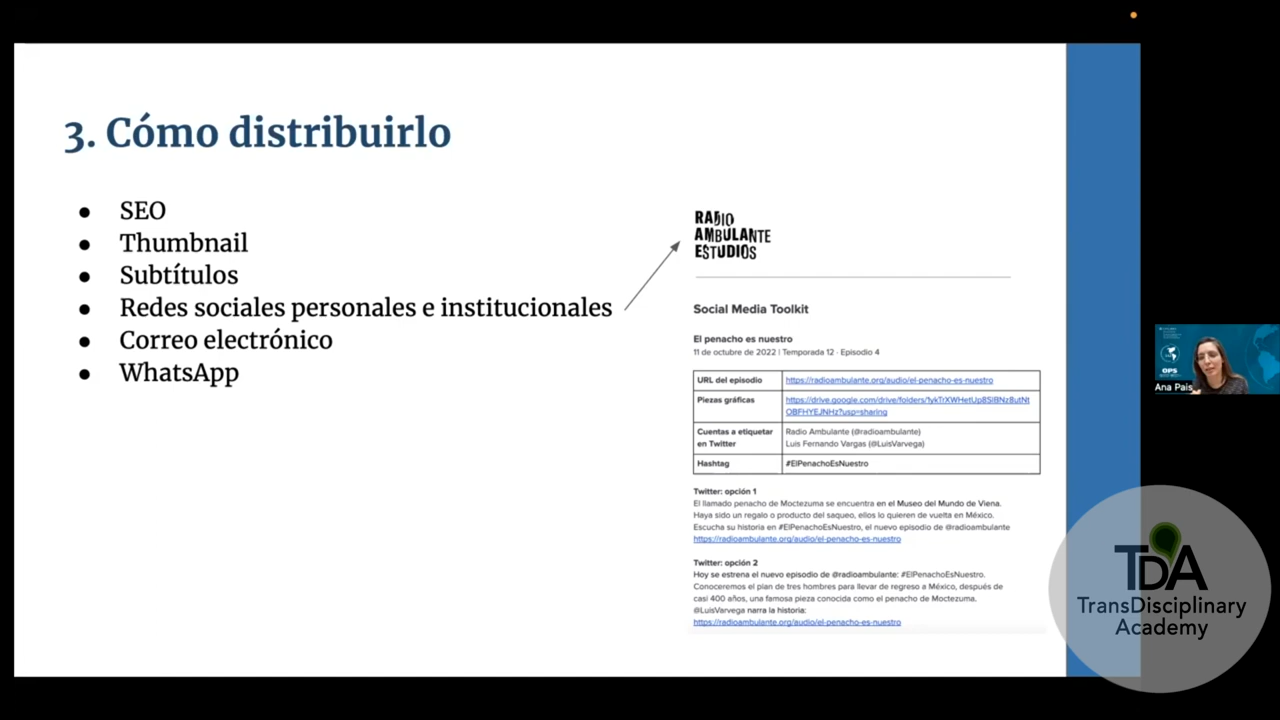 3. Cómo distribuirlo
● SEO
● Thumbnail
● Subtítulos
● Redes sociales personales e institucionales
● Correo electrónico
● WhatsApp
RADIO
AMBULANTE
ESTUDIOS
Social Media Toolkit
El penacho es nuestro
11 de octubre de 2022 | Temporada 12 - Episodio 4
URL del episodio https://radioambulante.org/audio/el-penacho-es-nuestro
Piezas gráficas
Cuentas a etiquetar en Twitter
Radio Ambulante (@radioambulante)
Luis Fernando Vargas (@LuisVarvega)
Hashtag #ElPenachoEsNuestro
Twitter: opción 1
El llamado penacho de Moctezuma se encuentra en el Museo del Mundo de Viena.
Haya sido un regalo o producto del saqueo, ellos lo quieren de vuelta en México.
Escucha su historia en #ElPenachoEsNuestro, el nuevo episodio de @radioambulante
https://radioambulante.org/audio/el-penacho-es-nuestro
Twitter: opción 2
Hoy se estrena el nuevo episodio de @radioambulante: #ElPenachoEsNuestro.
Conoceremos el plan de tres hombres para llevar de regreso a México, después de
casi 400 años, una famosa pieza conocida como el penacho de Moctezuma.
@LuisVarvega narra la historia:
https://radioambulante.org/audio/el-penacho-es-nuestro
OPS
Ana Pais
TDA
TransDisciplinary
Academy